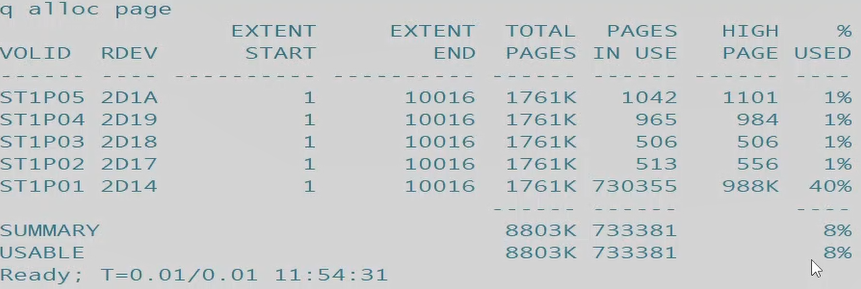 q alloc page
                EXTENT     EXTENT  TOTAL  PAGES   HIGH    %
VOLID  RDEV      START        END  PAGES IN USE   PAGE USED
------ ---- ---------- ---------- ------ ------ ------ ----
ST1P05 2D1A          1      10016  1761K   1042   1101   1%
ST1P04 2D19          1      10016  1761K    965    984   1%
ST1P03 2D18          1      10016  1761K    506    506   1%
ST1P02 2D17          1      10016  1761K    513    556   1%
ST1P01 2D14          1      10016  1761K 730355   988K  40%
                                  ------ ------        ----
SUMMARY                            8803K 733381          8%
USABLE                             8803K 733381          8%
Ready; T=0.01/0.01 11:54:31